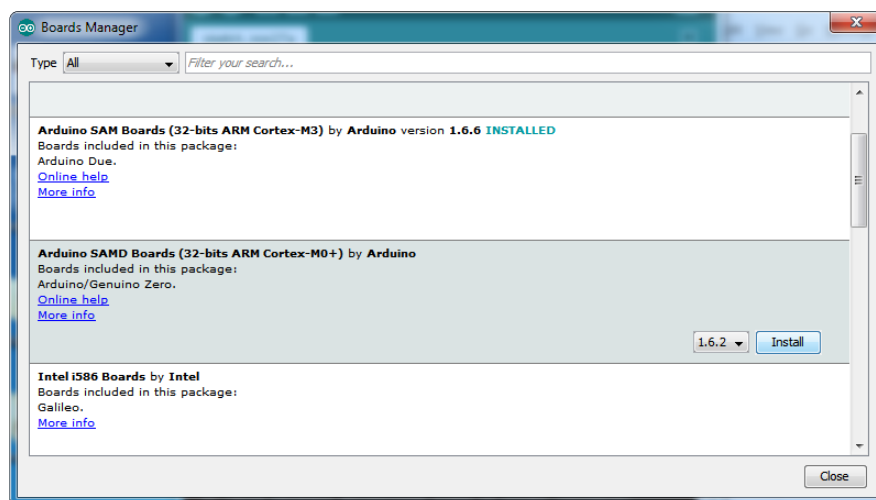 Boards Manager
Type All Filter your search...
Arduino SAM Boards (32-bits ARM Cortex-M3) by Arduino version 1.6.6 INSTALLED
Boards included in this package:
Arduino Due.
Online help
More info
Arduino SAMD Boards (32-bits ARM Cortex-M0+) by Arduino
Boards included in this package:
Arduino/Genuino Zero.
Online help
More info
1.6.2 Install
Intel i586 Boards by Intel
Boards included in this package:
Galileo.
More info
Close